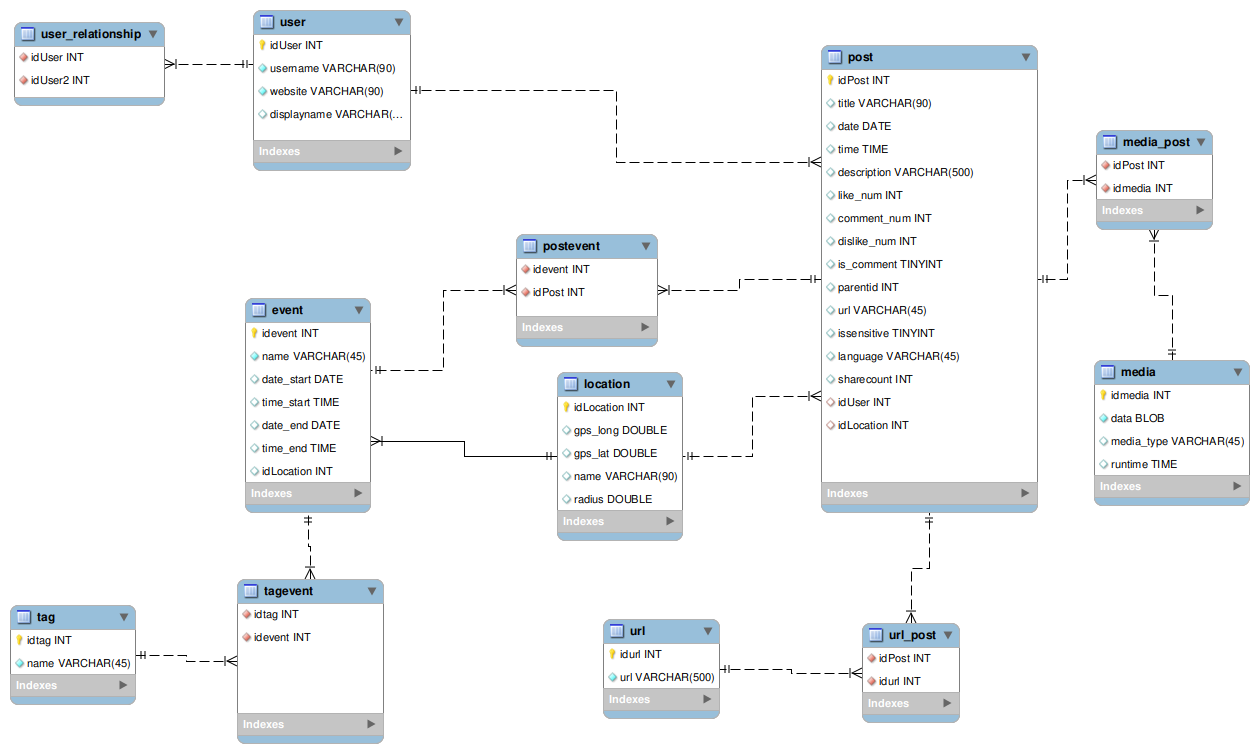 user_relationship
idUser INT
idUser2 INT
user
idUser INT
username VARCHAR(90)
website VARCHAR(90)
displayname VARCHAR(...
Indexes
post
idPost INT
title VARCHAR(90)
date DATE
time TIME
description VARCHAR(500)
like_num INT
comment_num INT
dislike_num INT
is_comment TINYINT
parentid INT
url VARCHAR(45)
issensitive TINYINT
language VARCHAR(45)
sharecount INT
idUser INT
idLocation INT
Indexes
media_post
idPost INT
idmedia INT
Indexes
postevent
idevent INT
idPost INT
Indexes
event
idevent INT
name VARCHAR(45)
date_start DATE
time_start TIME
date_end DATE
time_end TIME
idLocation INT
Indexes
location
idLocation INT
gps_long DOUBLE
gps_lat DOUBLE
name VARCHAR(90)
radius DOUBLE
Indexes
media
idmedia INT
data BLOB
media_type VARCHAR(45)
runtime TIME
Indexes
tag
idtag INT
name VARCHAR(45)
Indexes
tagevent
idtag INT
idevent INT
Indexes
url
idurl INT
url VARCHAR(500)
Indexes
url_post
idPost INT
idurl INT
Indexes